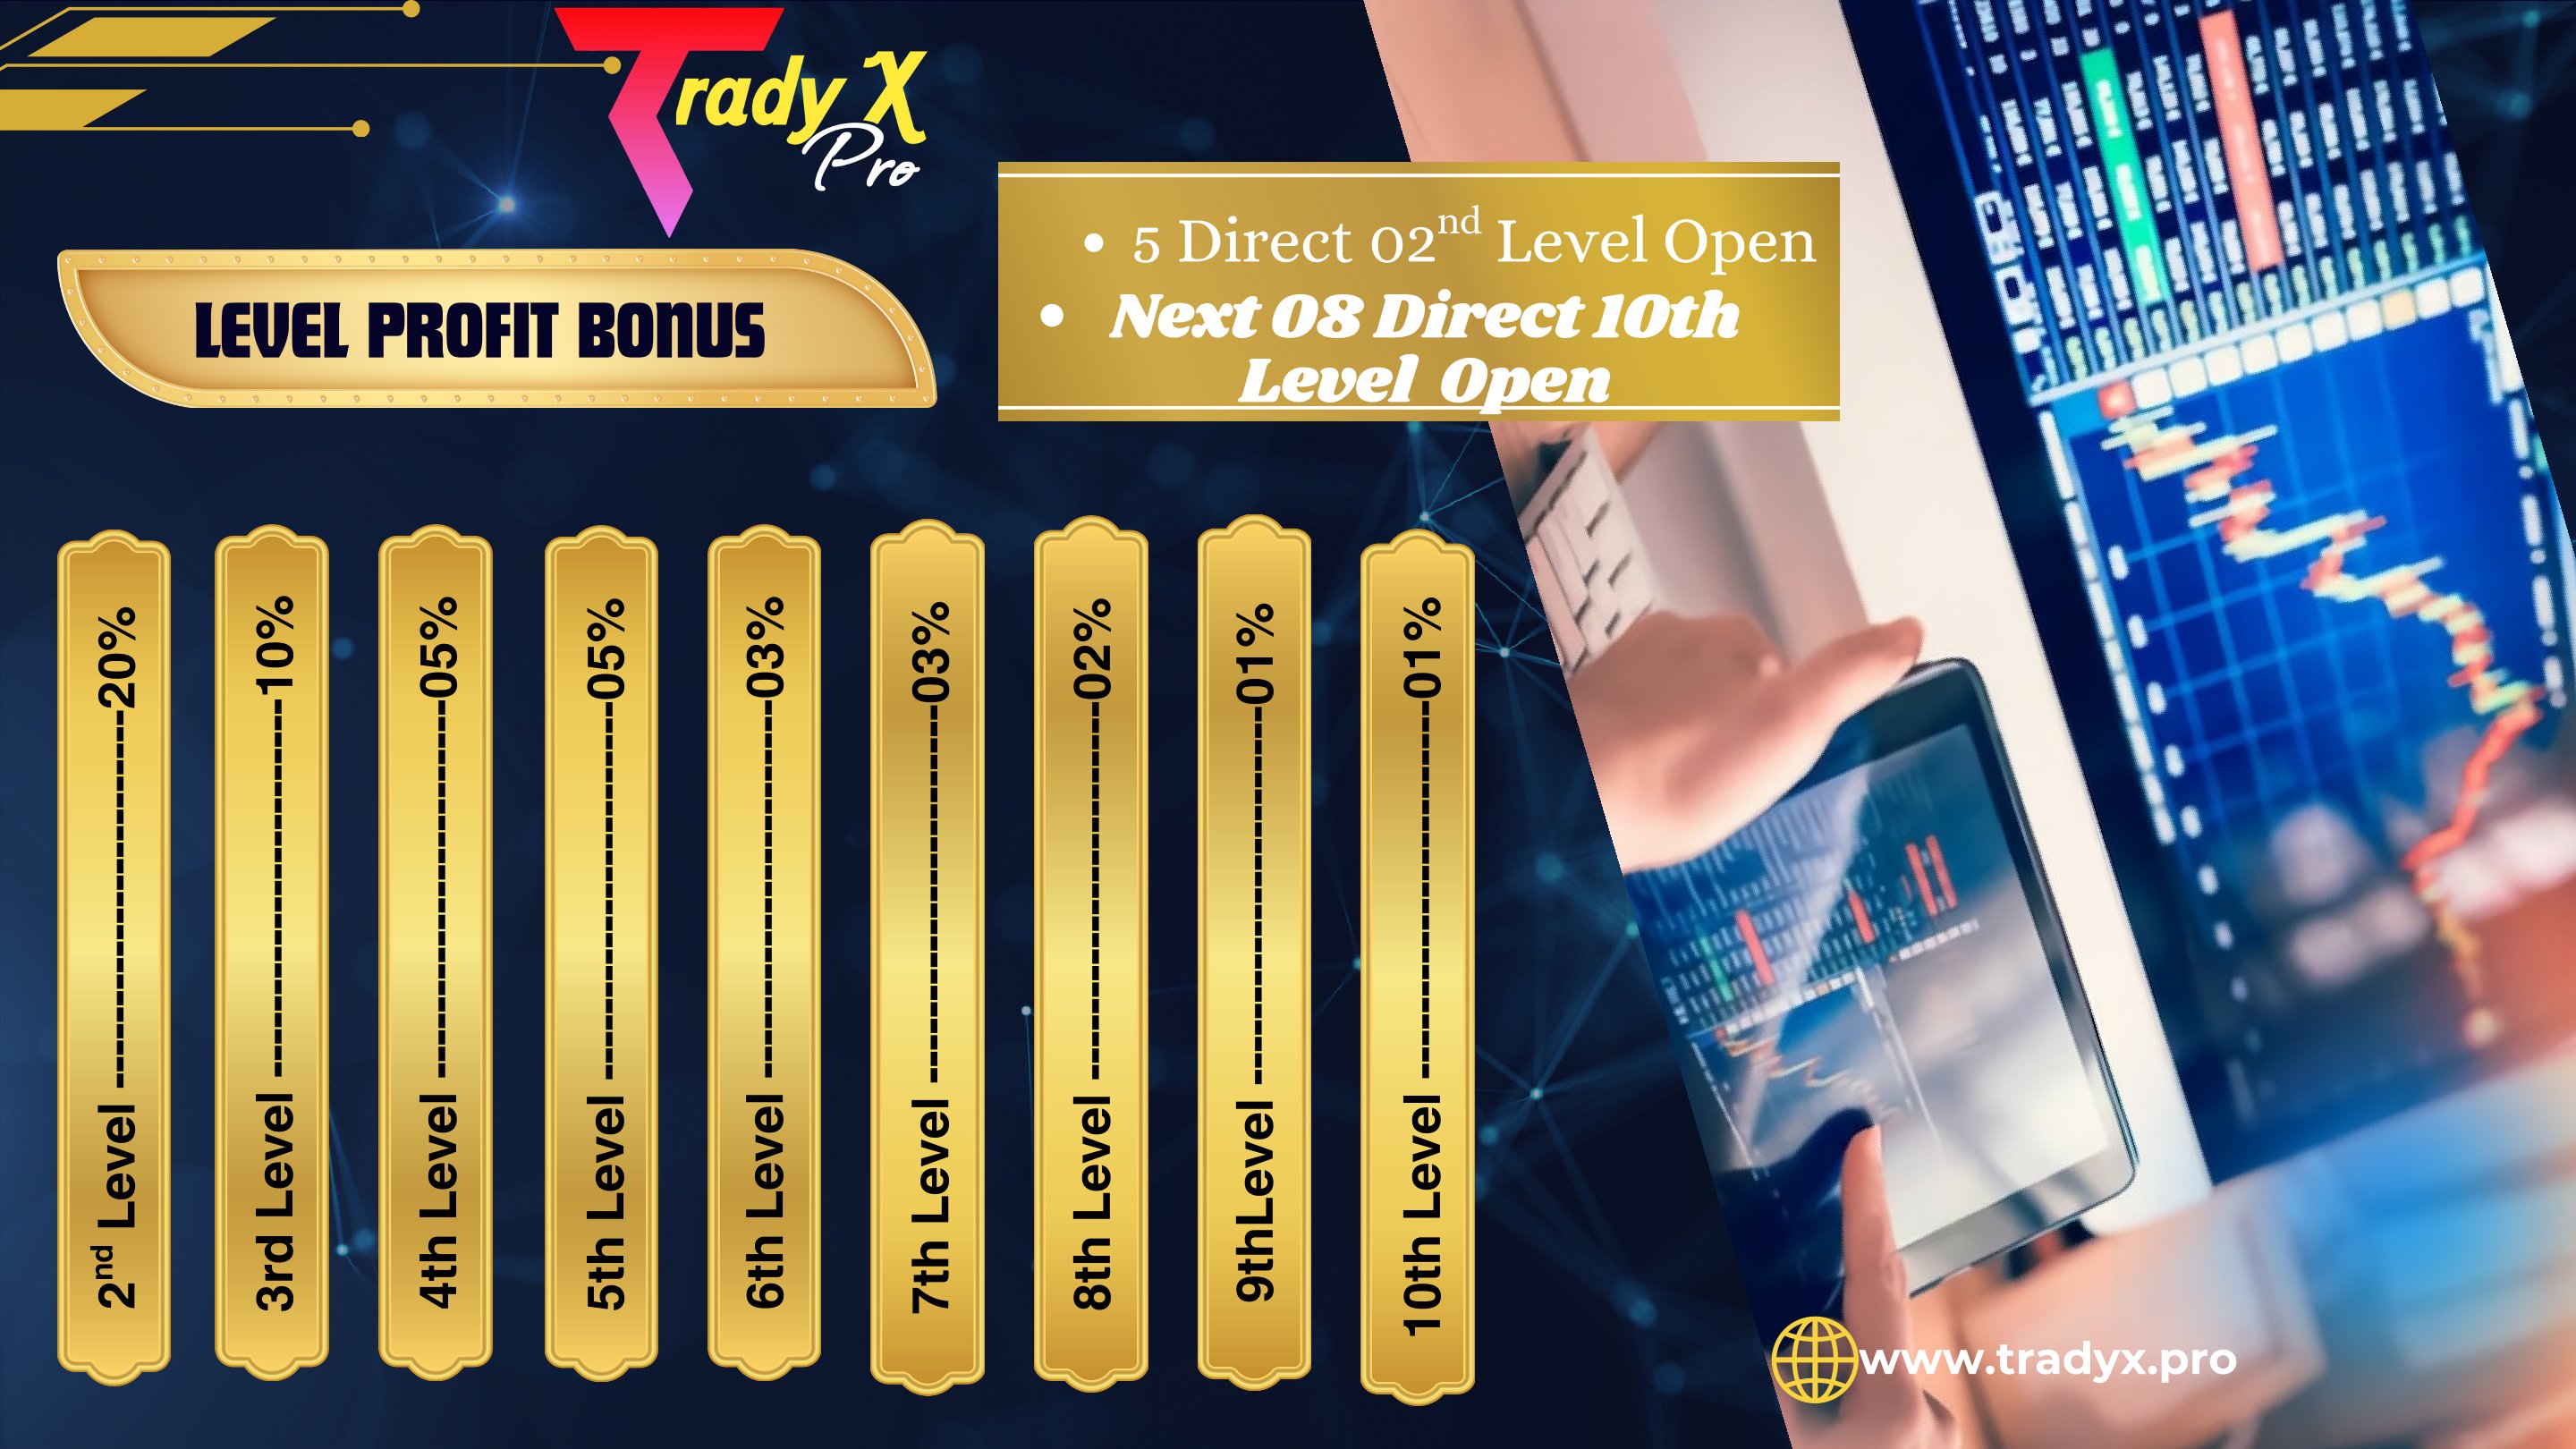 Trady X
Pro
LEVEL PROFIT BONUS
• 5 Direct 02nd Level Open
• Next 08 Direct 10th
Level Open
2nd Level ------------------------20%
3rd Level ------------------------10%
4th Level ------------------------05%
5th Level ------------------------05%
6th Level ------------------------03%
7th Level ------------------------03%
8th Level ------------------------02%
9thLevel ------------------------01%
10th Level ------------------------01%
www.tradyx.pro